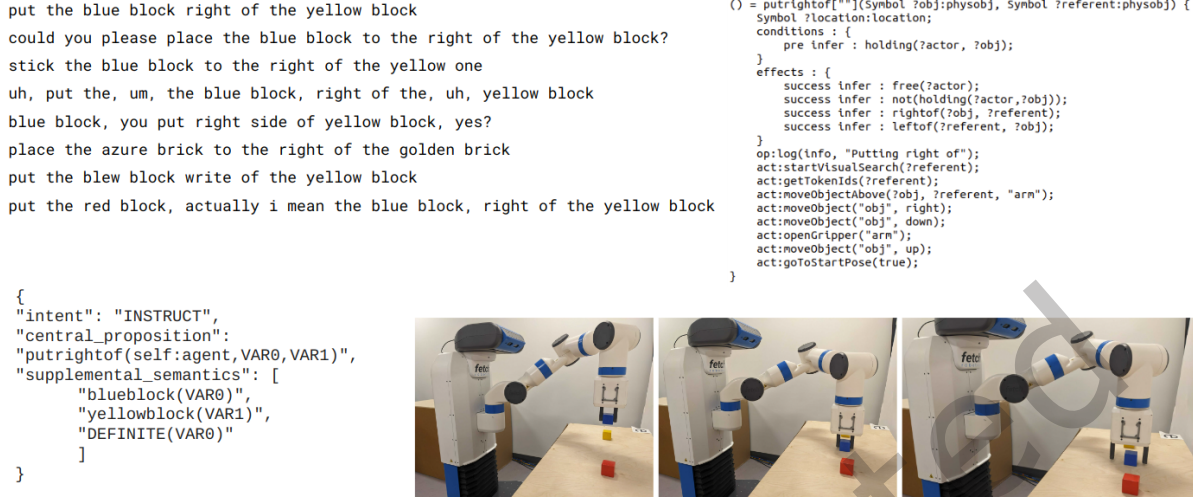 put the blue block right of the yellow block
could you please place the blue block to the right of the yellow block?
stick the blue block to the right of the yellow one
uh, put the, um, the blue block, right of the, uh, yellow block
blue block, you put right side of yellow block, yes?
place the azure brick to the right of the golden brick
put the blew block write of the yellow block
put the red block, actually i mean the blue block, right of the yellow block
() = putrightof[""](Symbol ?obj:physobj, Symbol ?referent:physobj) {
Symbol ?location:location;
conditions : {
pre infer : holding(?actor, ?obj);
}
effects : {
success infer : free(?actor);
success infer : not(holding(?actor,?obj));
success infer : rightof(?obj, ?referent);
success infer : leftof(?referent, ?obj);
}
op:log(info, "Putting right of");
act:startVisualSearch(?referent);
act:getTokenIds(?referent);
act:moveObjectAbove(?obj, ?referent, "arm");
act:moveObject("obj", right);
act:moveObject("obj", down);
act:openGripper("arm");
act:moveObject("obj", up);
act:goToStartPose(true);
}
{
"intent": "INSTRUCT",
"central_proposition":
"putrightof(self:agent,VAR0,VAR1)",
"supplemental_semantics": [
"blueblock(VAR0)",
"yellowblock(VAR1)",
"DEFINITE(VAR0)"
]
}
fetch
fetch
fetch